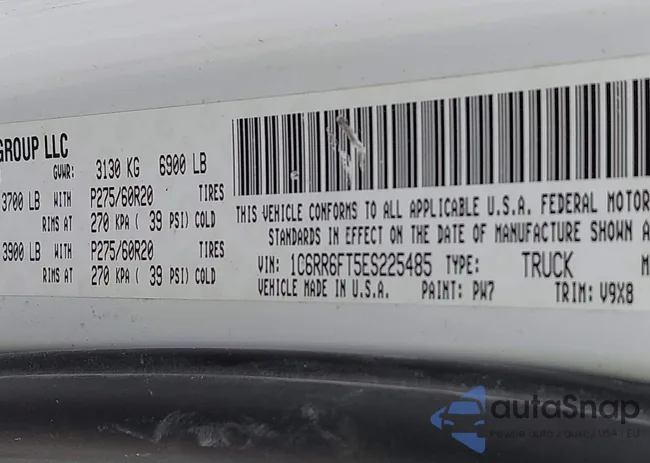 GROUP LLC
GVWR: 3130 KG 6900 LB
3700 LB WITH P275/60R20 TIRES
RIMS AT 270 KPA ( 39 PSI) COLD
3900 LB WITH P275/60R20 TIRES
RIMS AT 270 KPA ( 39 PSI) COLD
THIS VEHICLE CONFORMS TO ALL APPLICABLE U.S.A. FEDERAL MOTOR
STANDARDS IN EFFECT ON THE DATE OF MANUFACTURE SHOWN A
VIN: 1C6RR6FT5ES225485 TYPE: TRUCK M
VEHICLE MADE IN U.S.A. PAINT: PW7 TRIM: V9X8
autaSnap